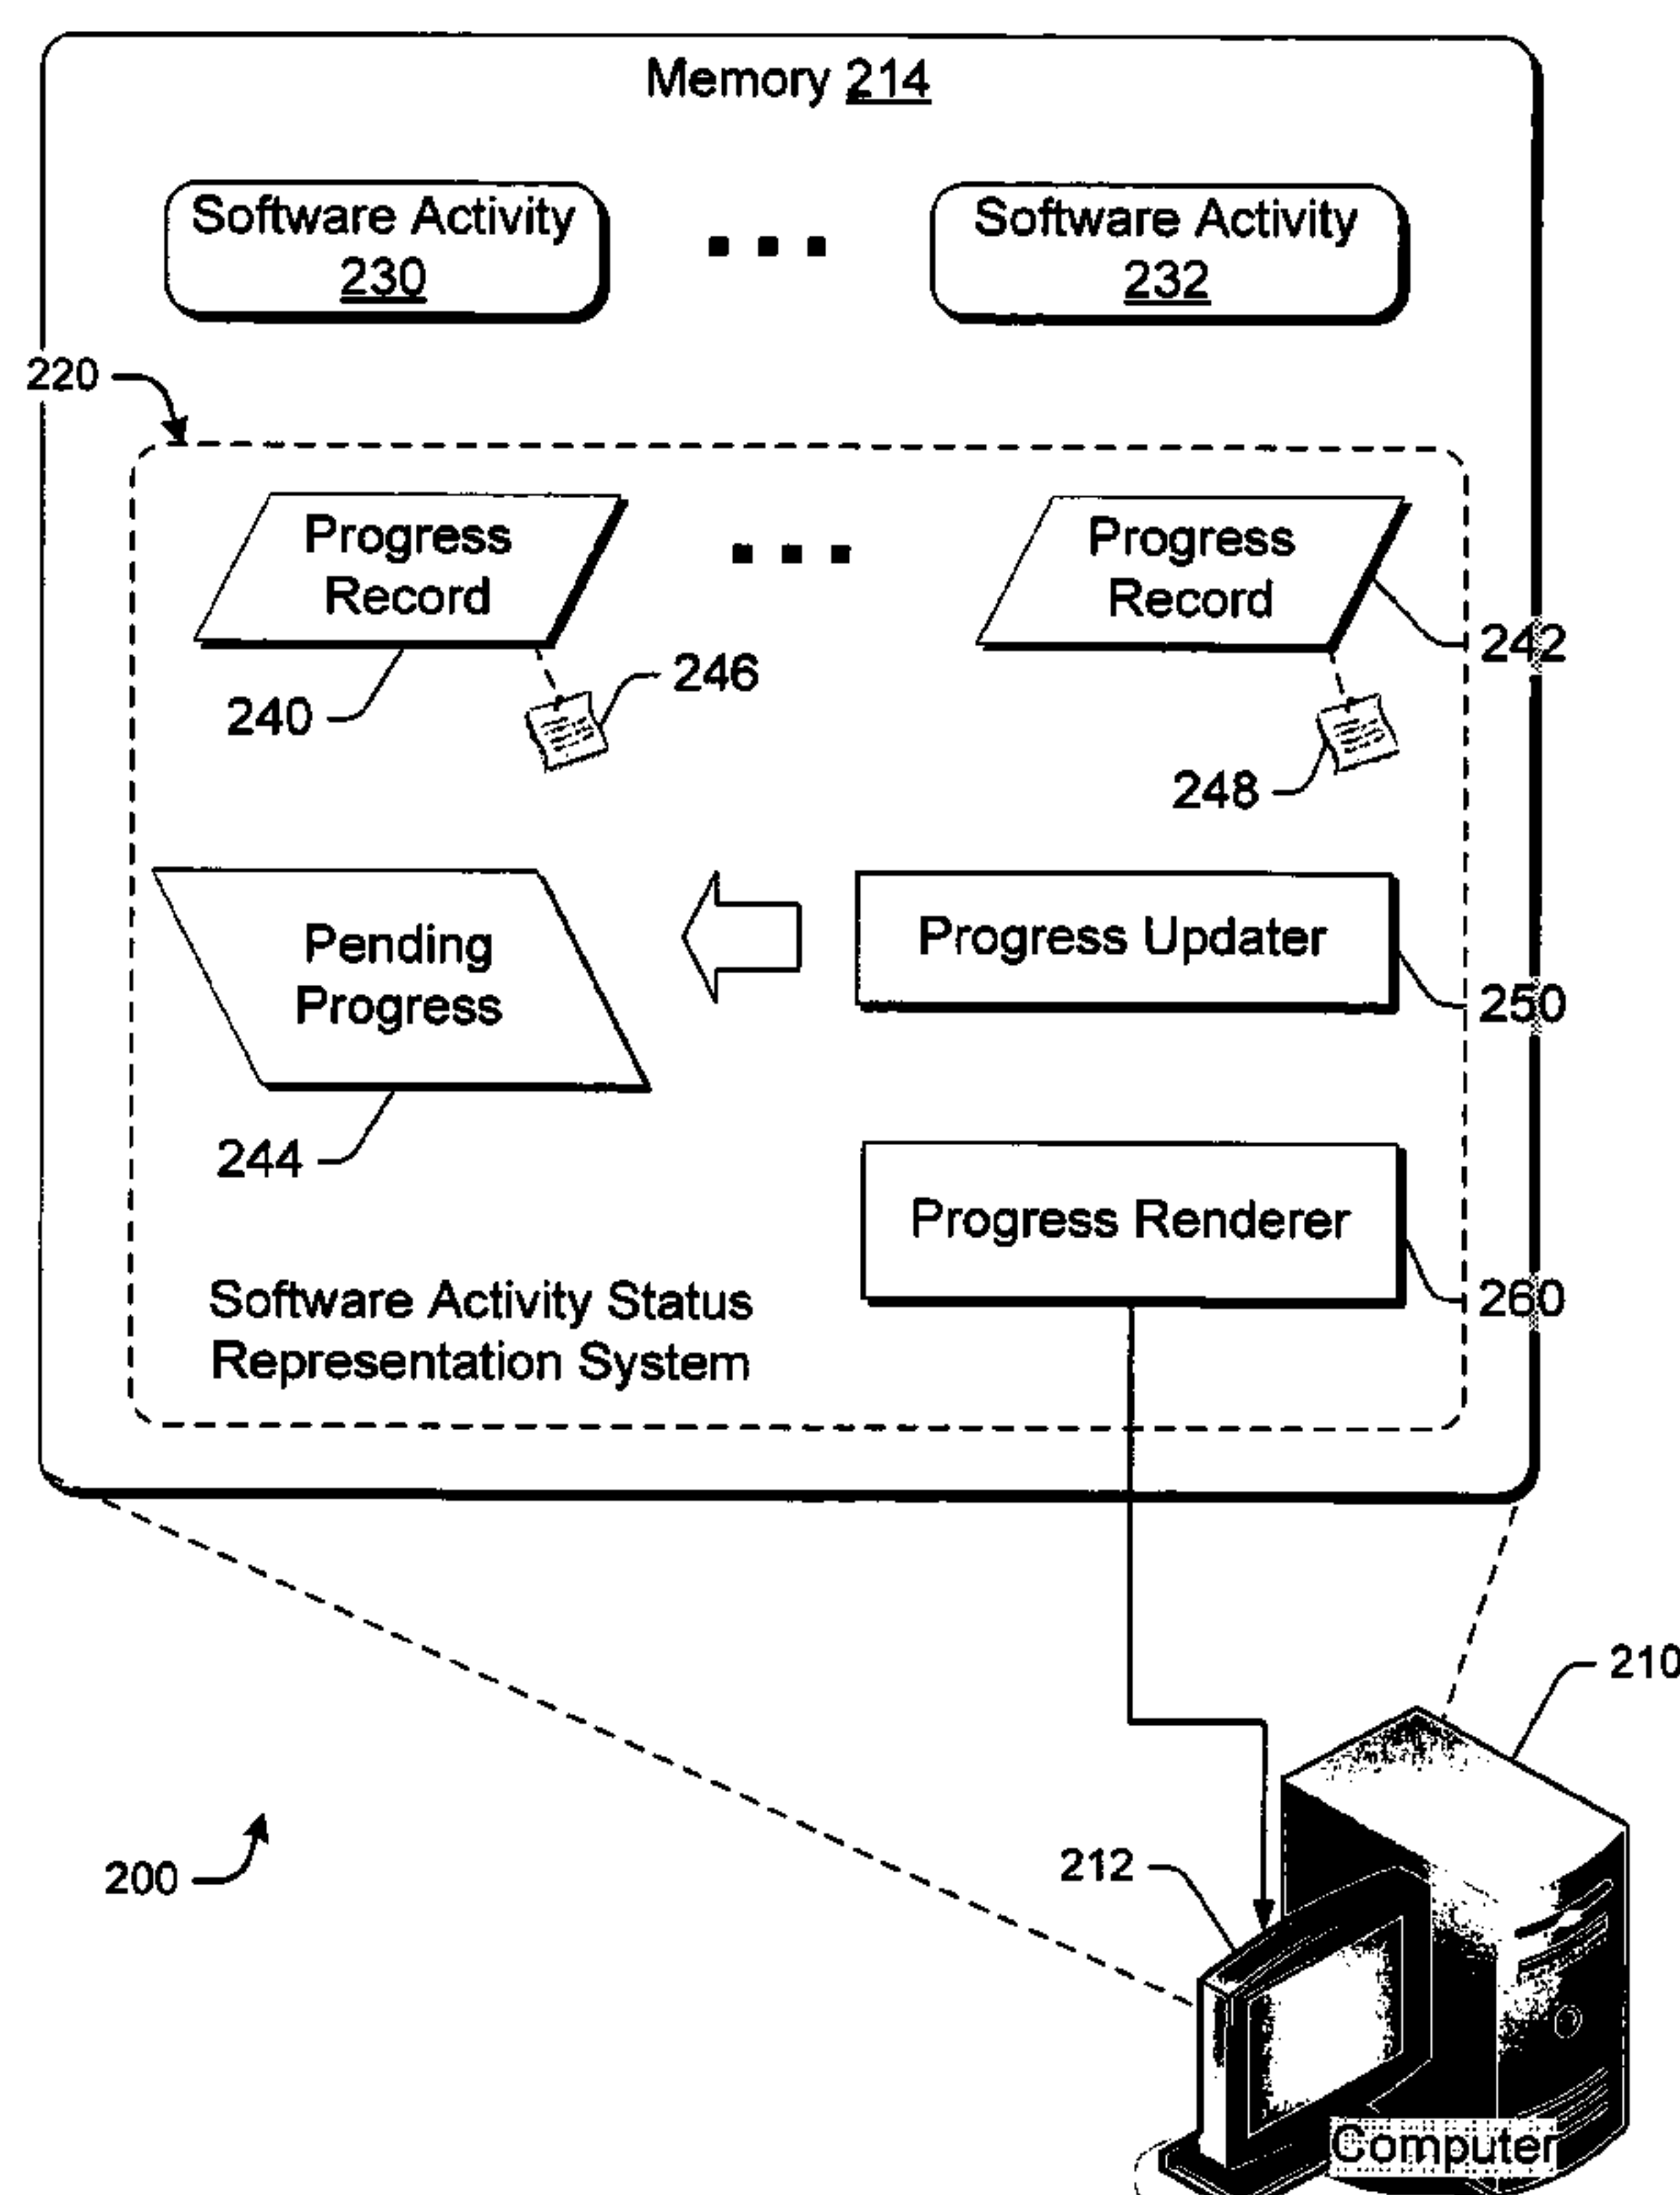 Memory 214
Software Activity
230
Software Activity
232
220
Progress
Record
Progress
Record
242
246
240
248
Pending
Progress
Progress Updater
250
244
Progress Renderer
260
Software Activity Status
Representation System
210
200
212
Computer